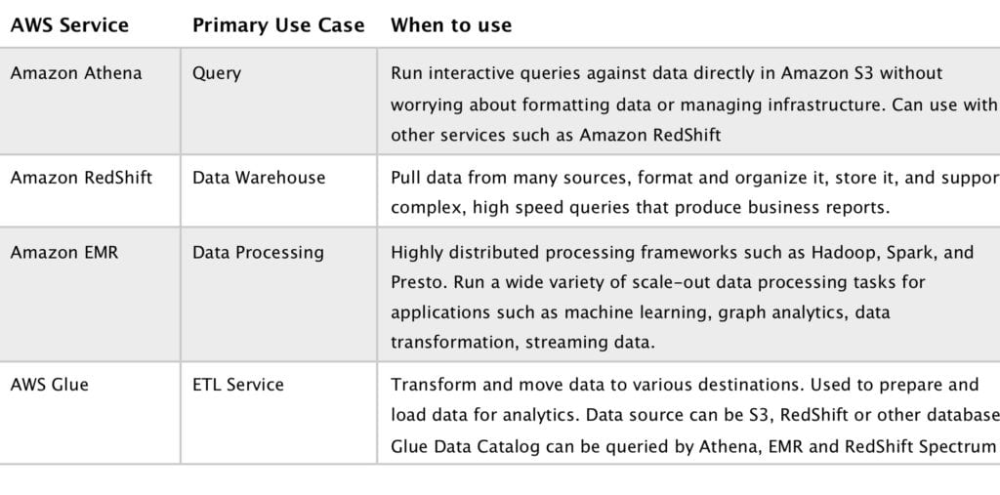 AWS Service Primary Use Case When to use
Amazon Athena Query Run interactive queries against data directly in Amazon S3 without
worrying about formatting data or managing infrastructure. Can use with
other services such as Amazon RedShift
Amazon RedShift Data Warehouse Pull data from many sources, format and organize it, store it, and suppor
complex, high speed queries that produce business reports.
Amazon EMR Data Processing Highly distributed processing frameworks such as Hadoop, Spark, and
Presto. Run a wide variety of scale-out data processing tasks for
applications such as machine learning, graph analytics, data
transformation, streaming data.
AWS Glue ETL Service Transform and move data to various destinations. Used to prepare and
load data for analytics. Data source can be S3, RedShift or other database
Glue Data Catalog can be queried by Athena, EMR and RedShift Spectrum